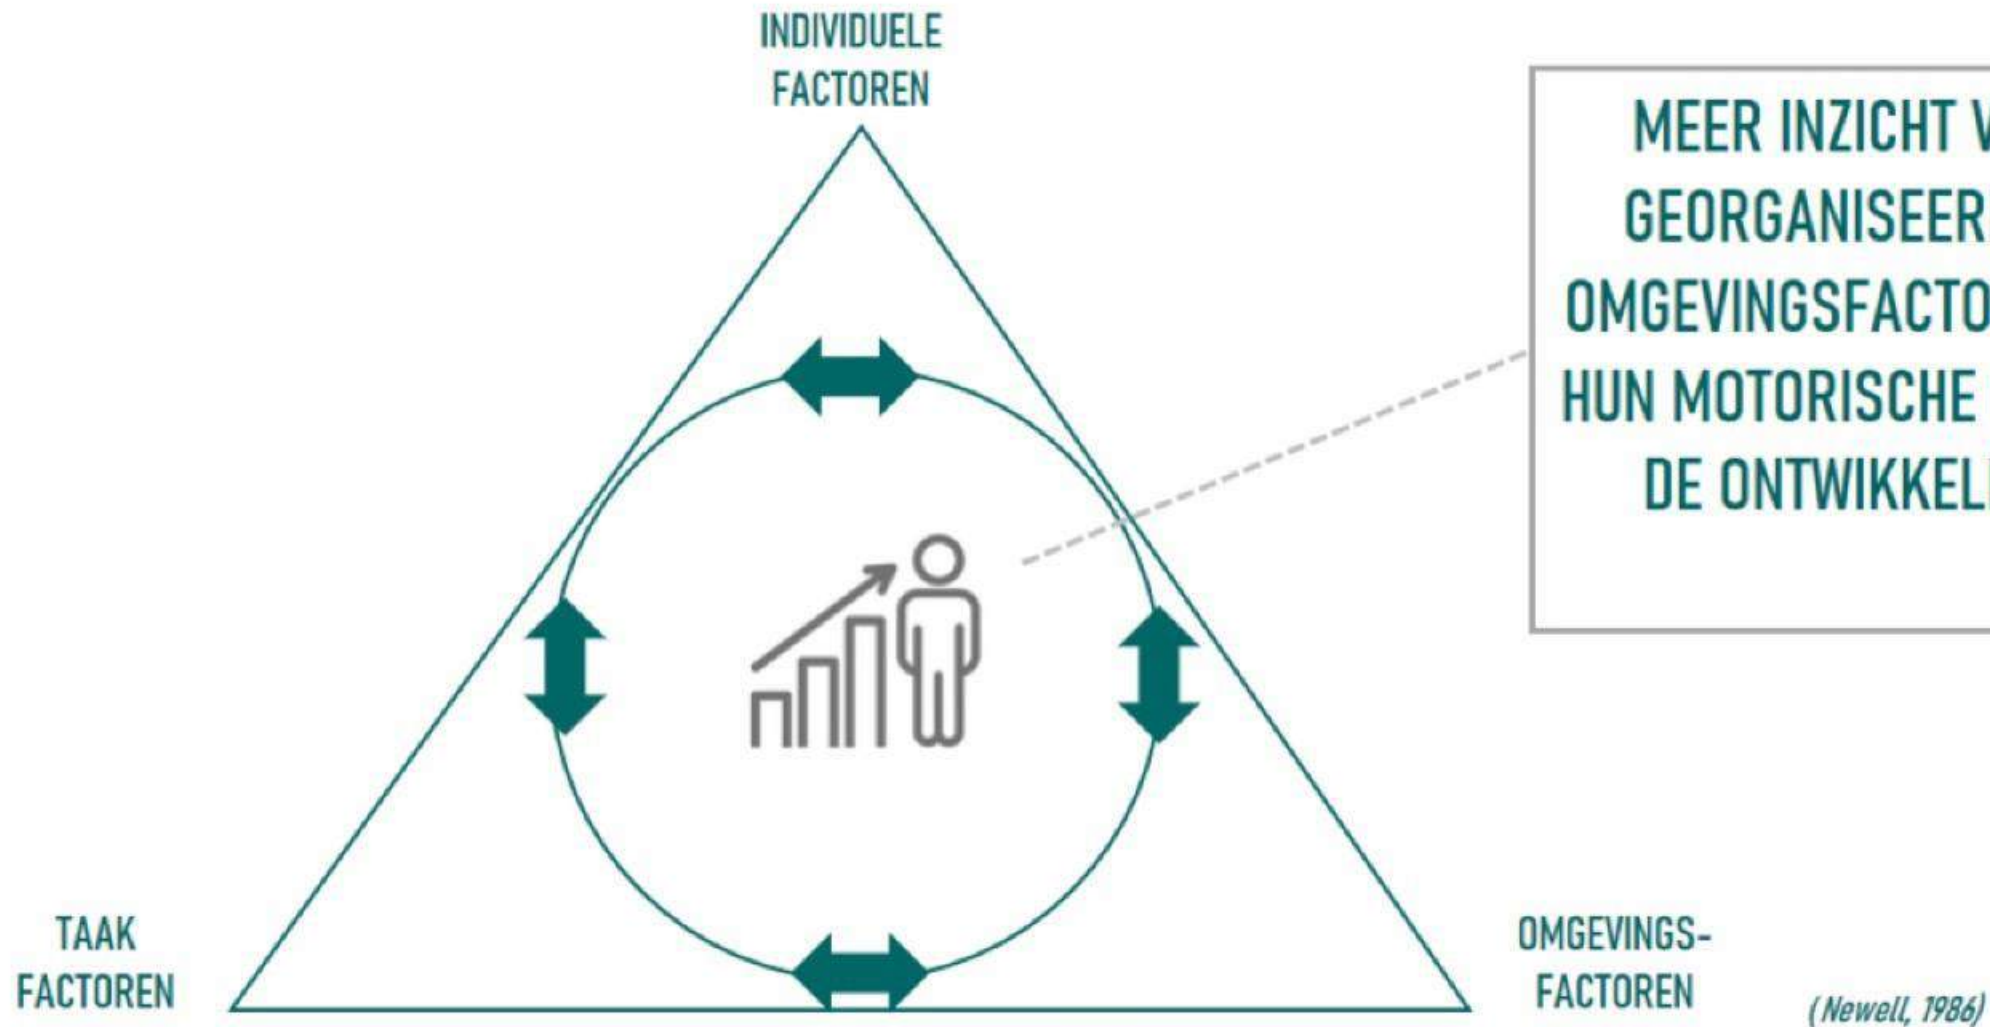 INDIVIDUELE
FACTOREN
MEER INZICHT
GEORGANISEER
OMGEVINGSFACTO
HUN MOTORISCHE
DE ONTWIKKEL
TAAK
FACTOREN
OMGEVINGS-
FACTOREN
(Newell, 1986)